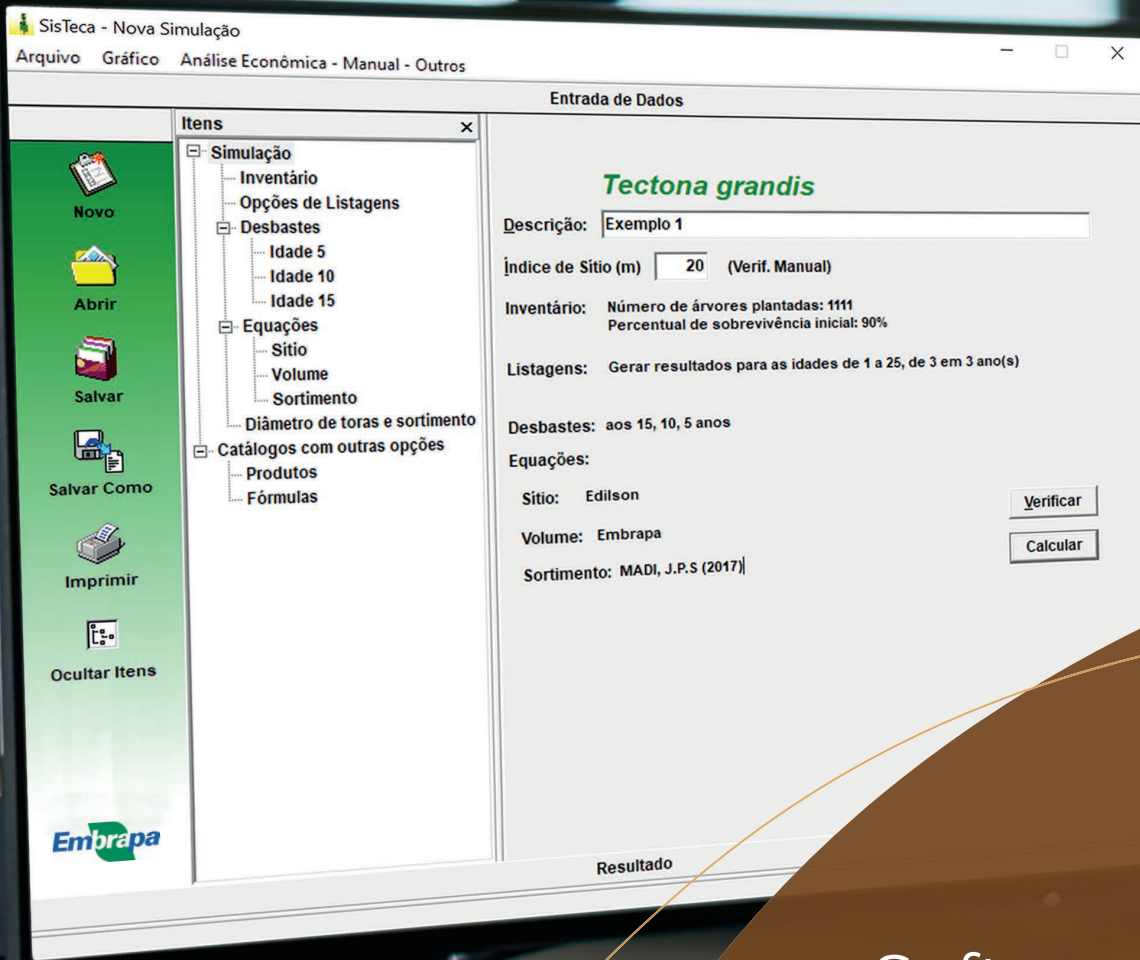 SisTeca - Nova Simulação
Arquivo Gráfico Análise Econômica - Manual - Outros
Entrada de Dados
Novo
Abrir
Salvar
Salvar Como
Imprimir
Ocultar Itens
Embrapa
Itens
Simulação
Inventário
Opções de Listagens
Desbastes
Idade 5
Idade 10
Idade 15
Equações
Sitio
Volume
Sortimento
Diâmetro de toras e sortimento
Catálogos com outras opções
Produtos
Fórmulas
Tectona grandis
Descrição: Exemplo 1
Índice de Sítio (m) 20 (Verif. Manual)
Inventário: Número de árvores plantadas: 1111
Percentual de sobrevivência inicial: 90%
Listagens: Gerar resultados para as idades de 1 a 25, de 3 em 3 ano(s)
Desbastes: aos 15, 10, 5 anos
Equações:
Sítio: Edilson
Verificar
Volume: Embrapa
Calcular
Sortimento: MADI, J.P.S (2017)
Resultado